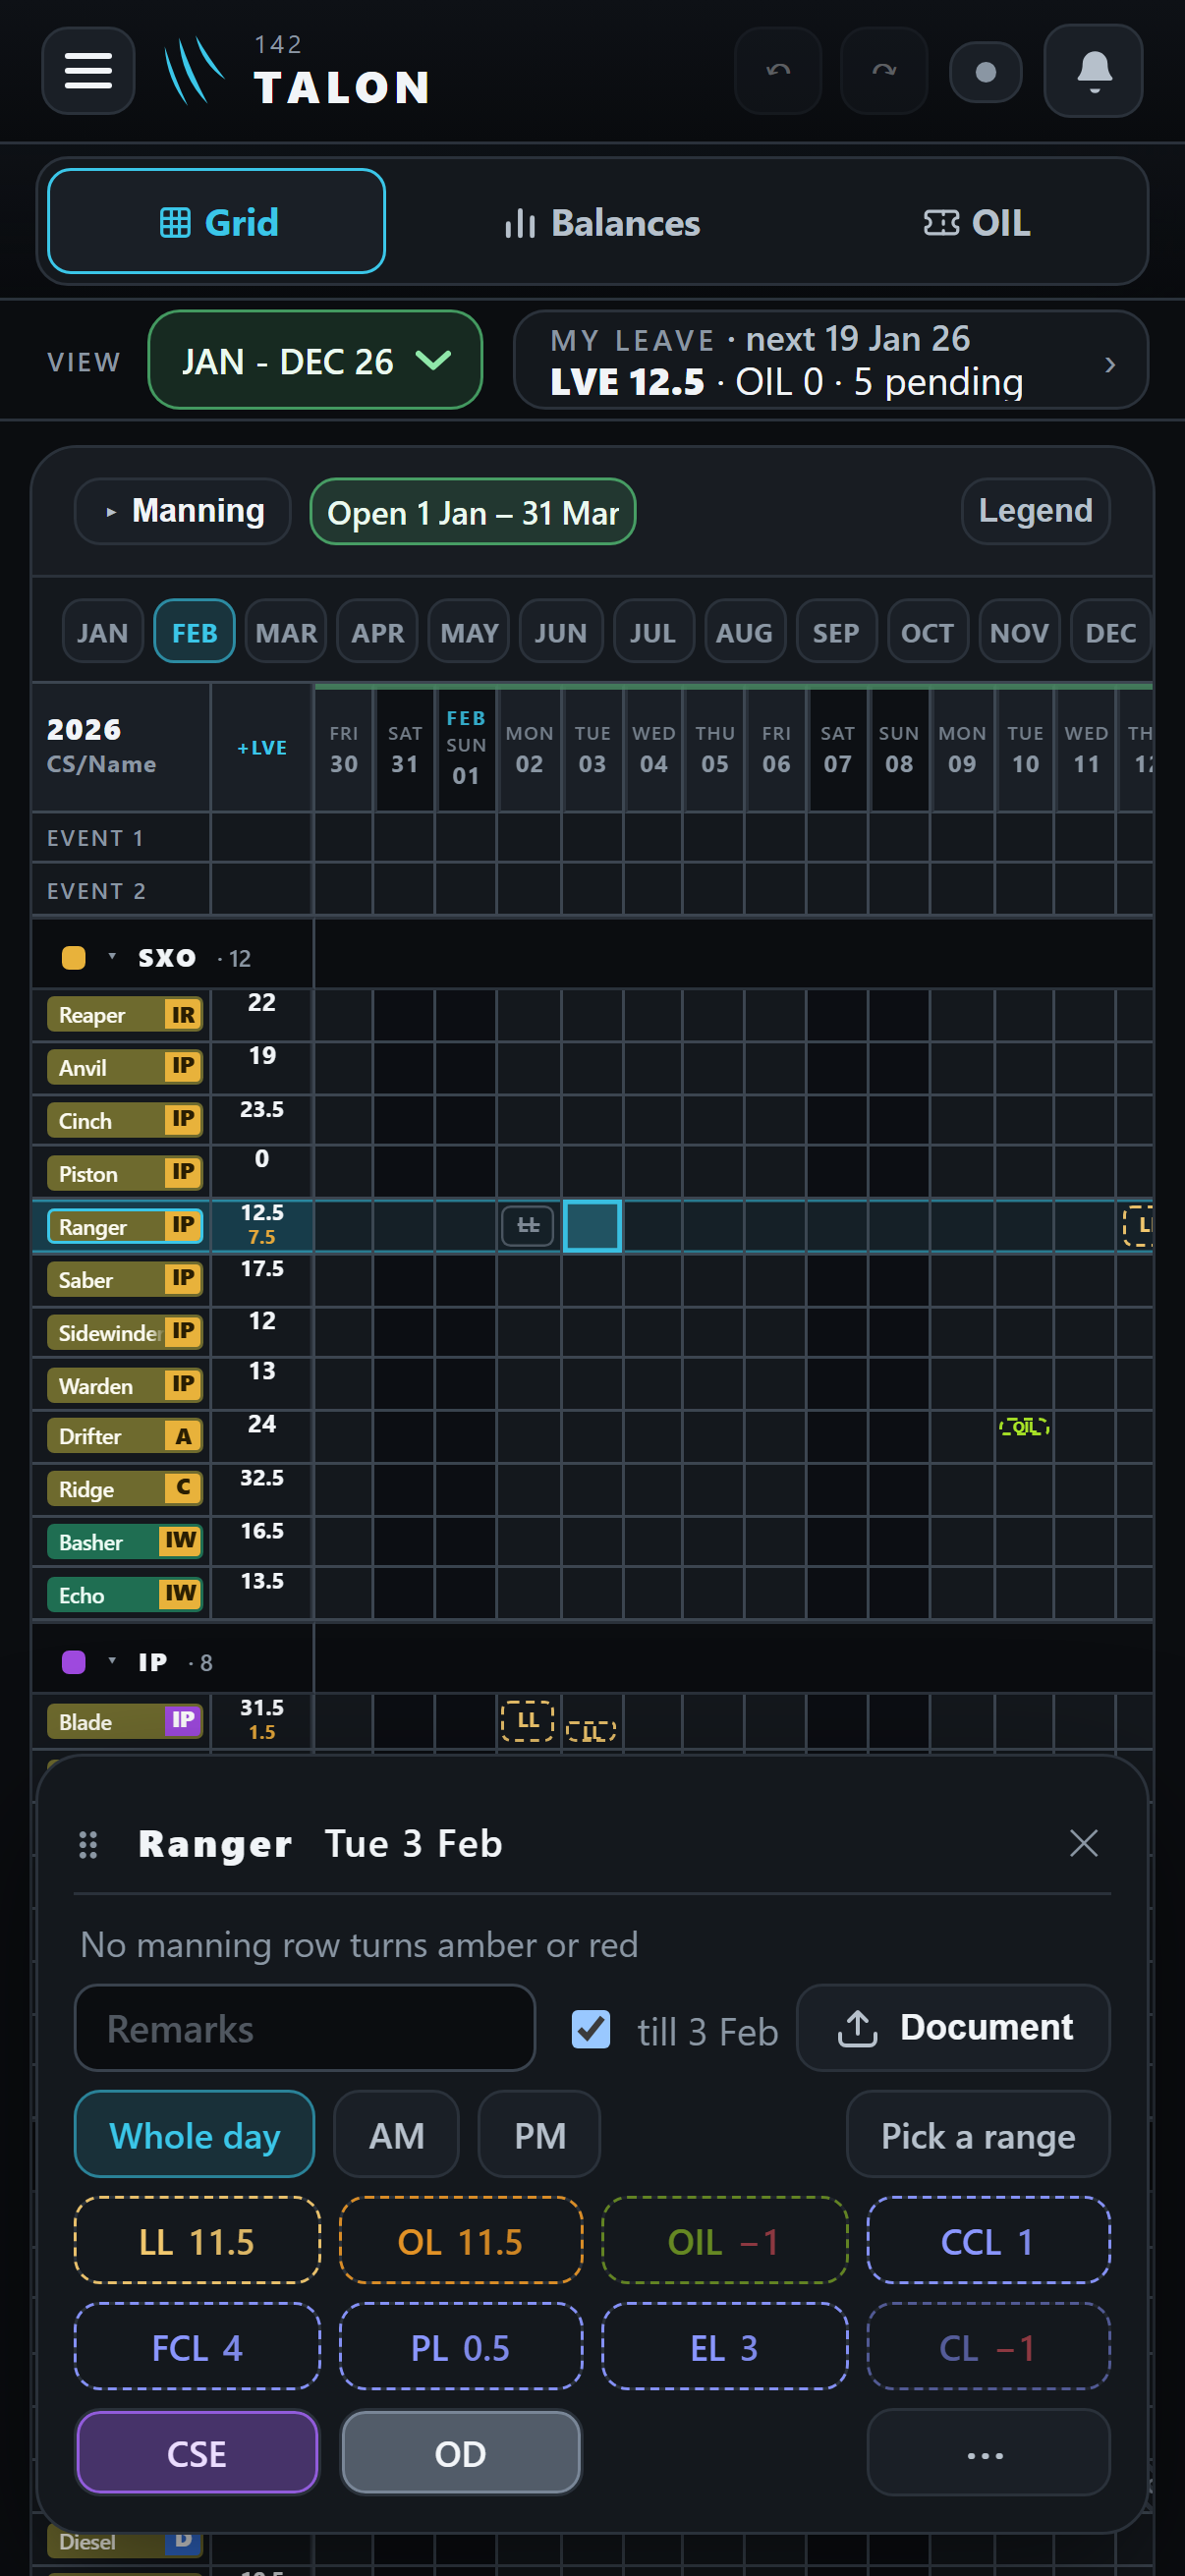 142
TALON
Grid
Balances
OIL
VIEW
JAN - DEC 26
MY LEAVE · next 19 Jan 26
LVE 12.5 · OIL 0 · 5 pending
Manning
Open 1 Jan – 31 Mar
Legend
JAN FEB MAR APR MAY JUN JUL AUG SEP OCT NOV DEC
2026
CS/Name
+LVE
FRI 30
SAT 31
FEB SUN 01
MON 02
TUE 03
WED 04
THU 05
FRI 06
SAT 07
SUN 08
MON 09
TUE 10
WED 11
EVENT 1
EVENT 2
SXO · 12
Reaper IR 22
Anvil IP 19
Cinch IP 23.5
Piston IP 0
Ranger IP 12.5 7.5 LL
Saber IP 17.5
Sidewinder IP 12
Warden IP 13
Drifter A 24 OIL
Ridge C 32.5
Basher IW 16.5
Echo IW 13.5
IP · 8
Blade IP 31.5 1.5 LL LL
Ranger Tue 3 Feb
No manning row turns amber or red
Remarks
till 3 Feb
Document
Whole day
AM
PM
Pick a range
LL 11.5
OL 11.5
OIL −1
CCL 1
FCL 4
PL 0.5
EL 3
CL −1
CSE
OD
...
Diesel D